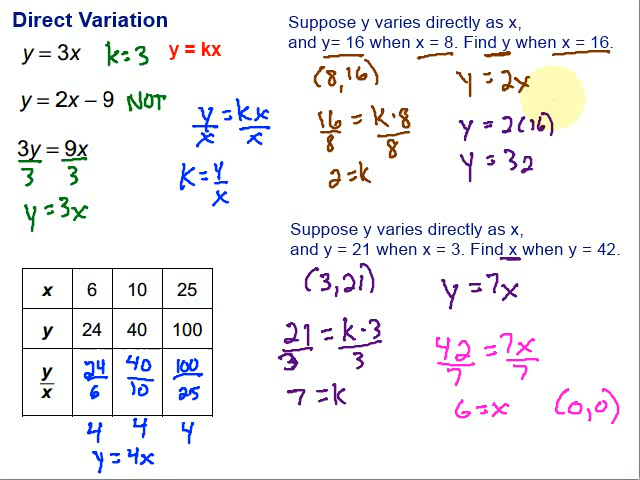 Direct Variation
y = 3x k=3 y = kx
y = 2x – 9 NOT
3y = 9x
3 3
y = 3x
y = kx
x x
k = y
x
x 6 10 25
y 24 40 100
y 24 40 100
x 6 10 25
4 4 4
y = 4x
Suppose y varies directly as x,
and y= 16 when x = 8. Find y when x = 16.
(8,16)
16 = k·8
8 8
2 = k
y = 2x
y = 2(16)
y = 32
Suppose y varies directly as x,
and y = 21 when x = 3. Find x when y = 42.
(3,21)
21 = k·3
3 3
7 = k
y = 7x
42 = 7x
7 7
6 = x (0,0)